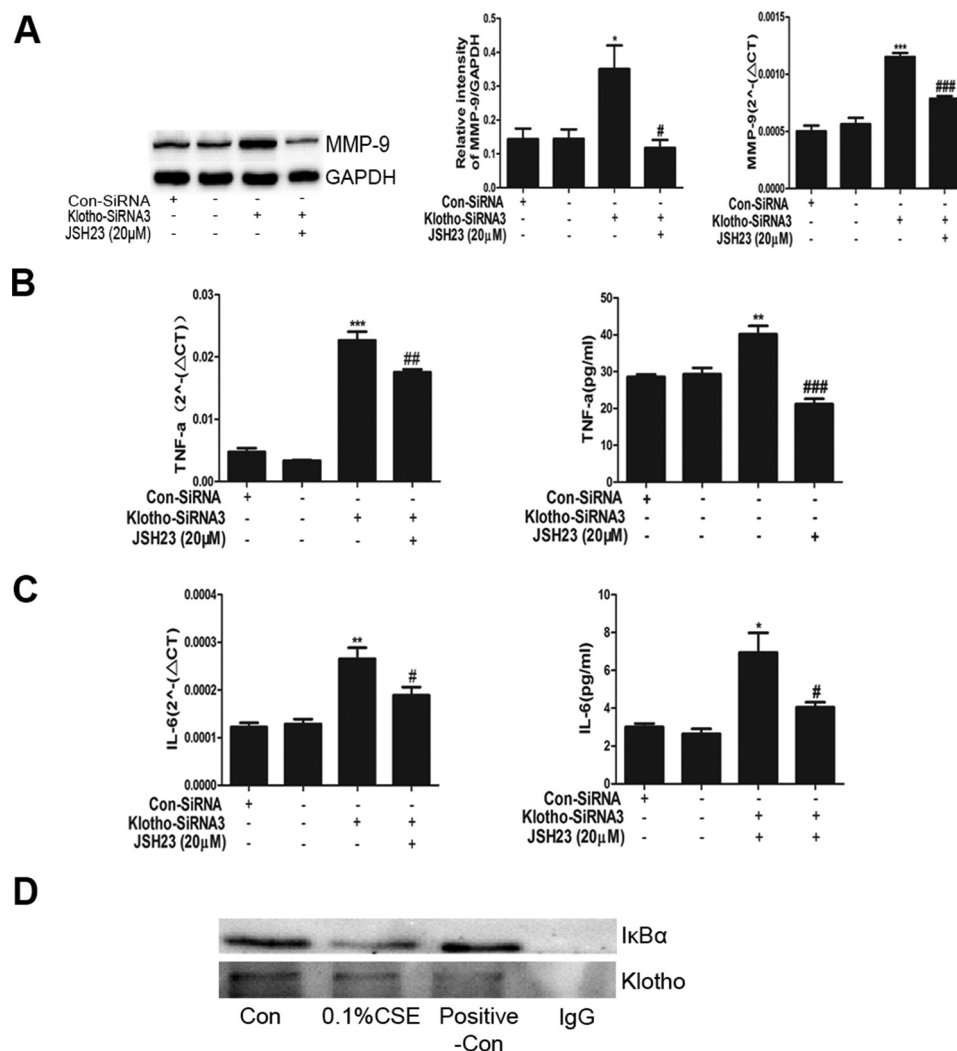 A
MMP-9
GAPDH
Con-SiRNA + - - -
Klotho-SiRNA3 - - + +
JSH23 (20μM) - - - +
Relative intensity
of MMP-9/GAPDH
0.5
0.4
0.3
0.2
0.1
0.0
*
#
Con-SiRNA + - - -
Klotho-SiRNA3 - - + +
JSH23 (20μM) - - - +
MMP-9(2^-(△CT)
0.0015
0.0010
0.0005
0.0000
***
###
Con-SiRNA + - - -
Klotho-SiRNA3 - - + +
JSH23 (20μM) - - - +
B
TNF-a (2^-(△CT))
0.03
0.02
0.01
0.00
***
##
Con-SiRNA + - - -
Klotho-SiRNA3 - - + +
JSH23 (20μM) - - - +
TNF-a(pg/ml)
50
40
30
20
10
0
**
###
Con-SiRNA + - - -
Klotho-SiRNA3 - - - -
JSH23 (20μM) - - - +
C
IL-6(2^-(△CT)
0.0004
0.0003
0.0002
0.0001
0.0000
**
#
Con-SiRNA + - - -
Klotho-SiRNA3 - - + +
JSH23 (20μM) - - - +
IL-6(pg/ml)
8
6
4
2
0
*
#
Con-SiRNA + - - -
Klotho-SiRNA3 - - + +
JSH23 (20μM) - - + +
D
IκBα
Klotho
Con 0.1%CSE Positive IgG
-Con